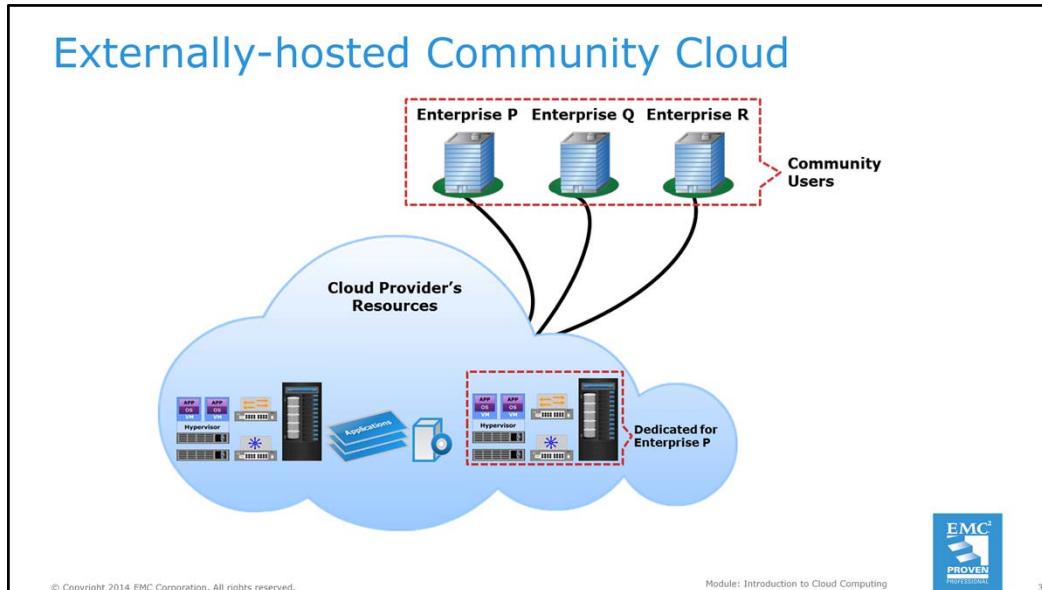 Externally-hosted Community Cloud
Enterprise P Enterprise Q Enterprise R
Community
Users
Cloud Provider's
Resources
APP APP
OS OS
VM VM
Hypervisor
Applications
APP APP
OS OS
VM VM
Hypervisor
Dedicated for
Enterprise P
EMC²
PROVEN
PROFESSIONAL
© Copyright 2014 EMC Corporation. All rights reserved.
Module: Introduction to Cloud Computing